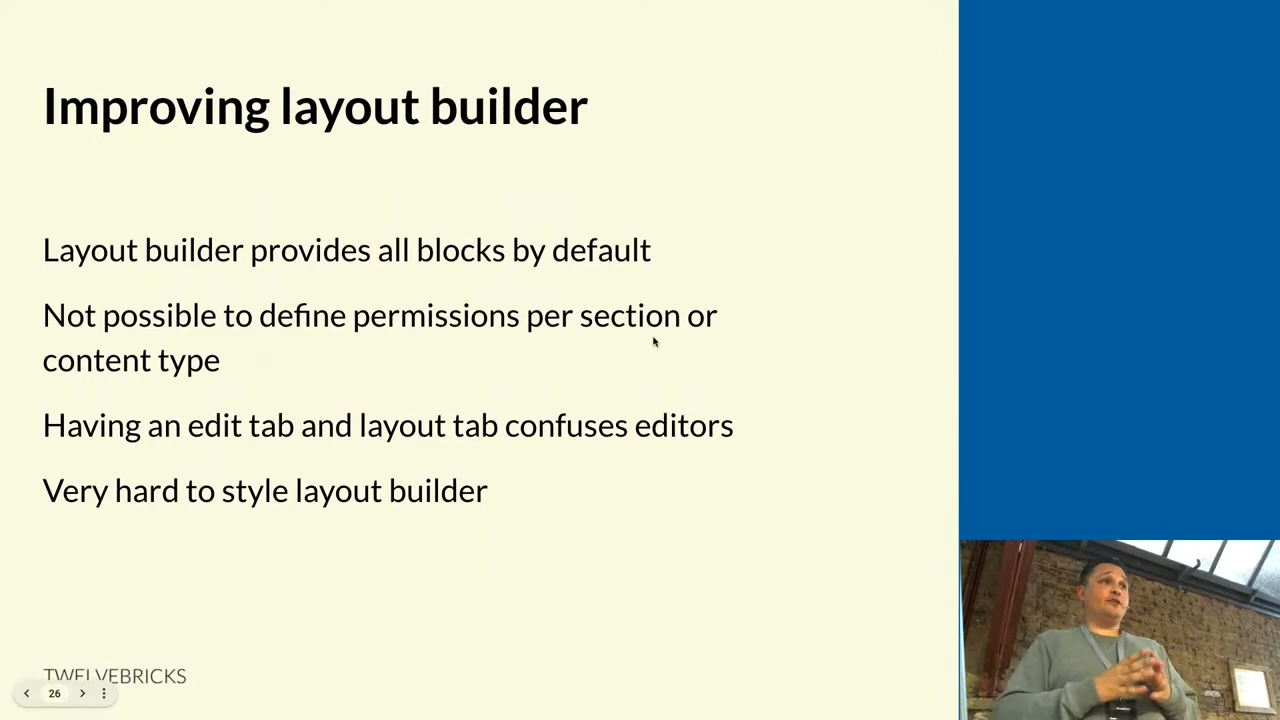 Improving layout builder
Layout builder provides all blocks by default
Not possible to define permissions per section or
content type
Having an edit tab and layout tab confuses editors
Very hard to style layout builder
TWELVEBRICKS
26